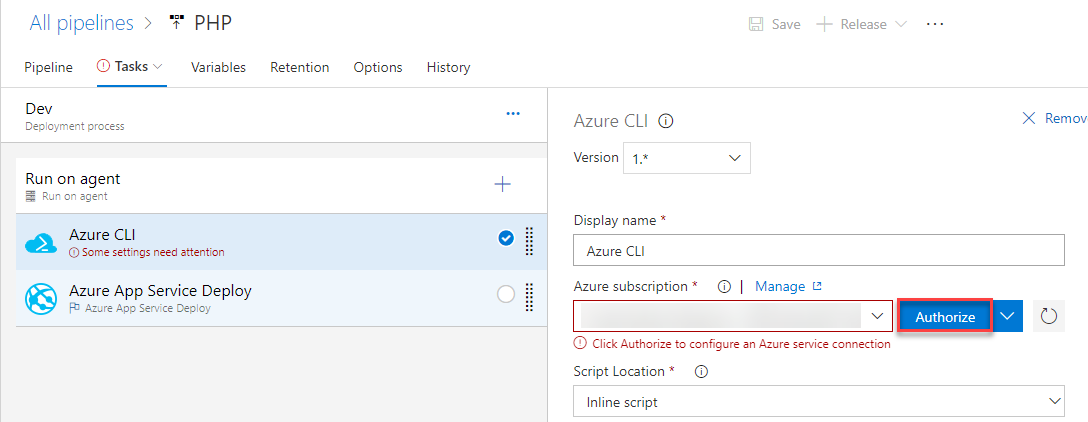 All pipelines > PHP
Save
Release
...
Pipeline
Tasks
Variables
Retention
Options
History
Dev
...
Deployment process
Run on agent
Run on agent
Azure CLI
Some settings need attention
Azure App Service Deploy
Azure App Service Deploy
Azure CLI
Remove
Version
1.*
Display name *
Azure CLI
Azure subscription * | Manage
Authorize
Click Authorize to configure an Azure service connection
Script Location *
Inline script